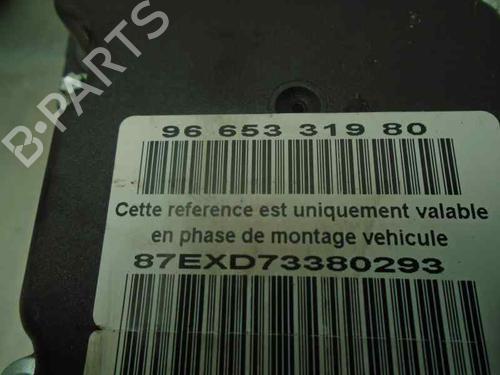 B-PARTS
96 653 319 80
Cette reference est uniquement valable
en phase de montage vehicule
87EXD73380293